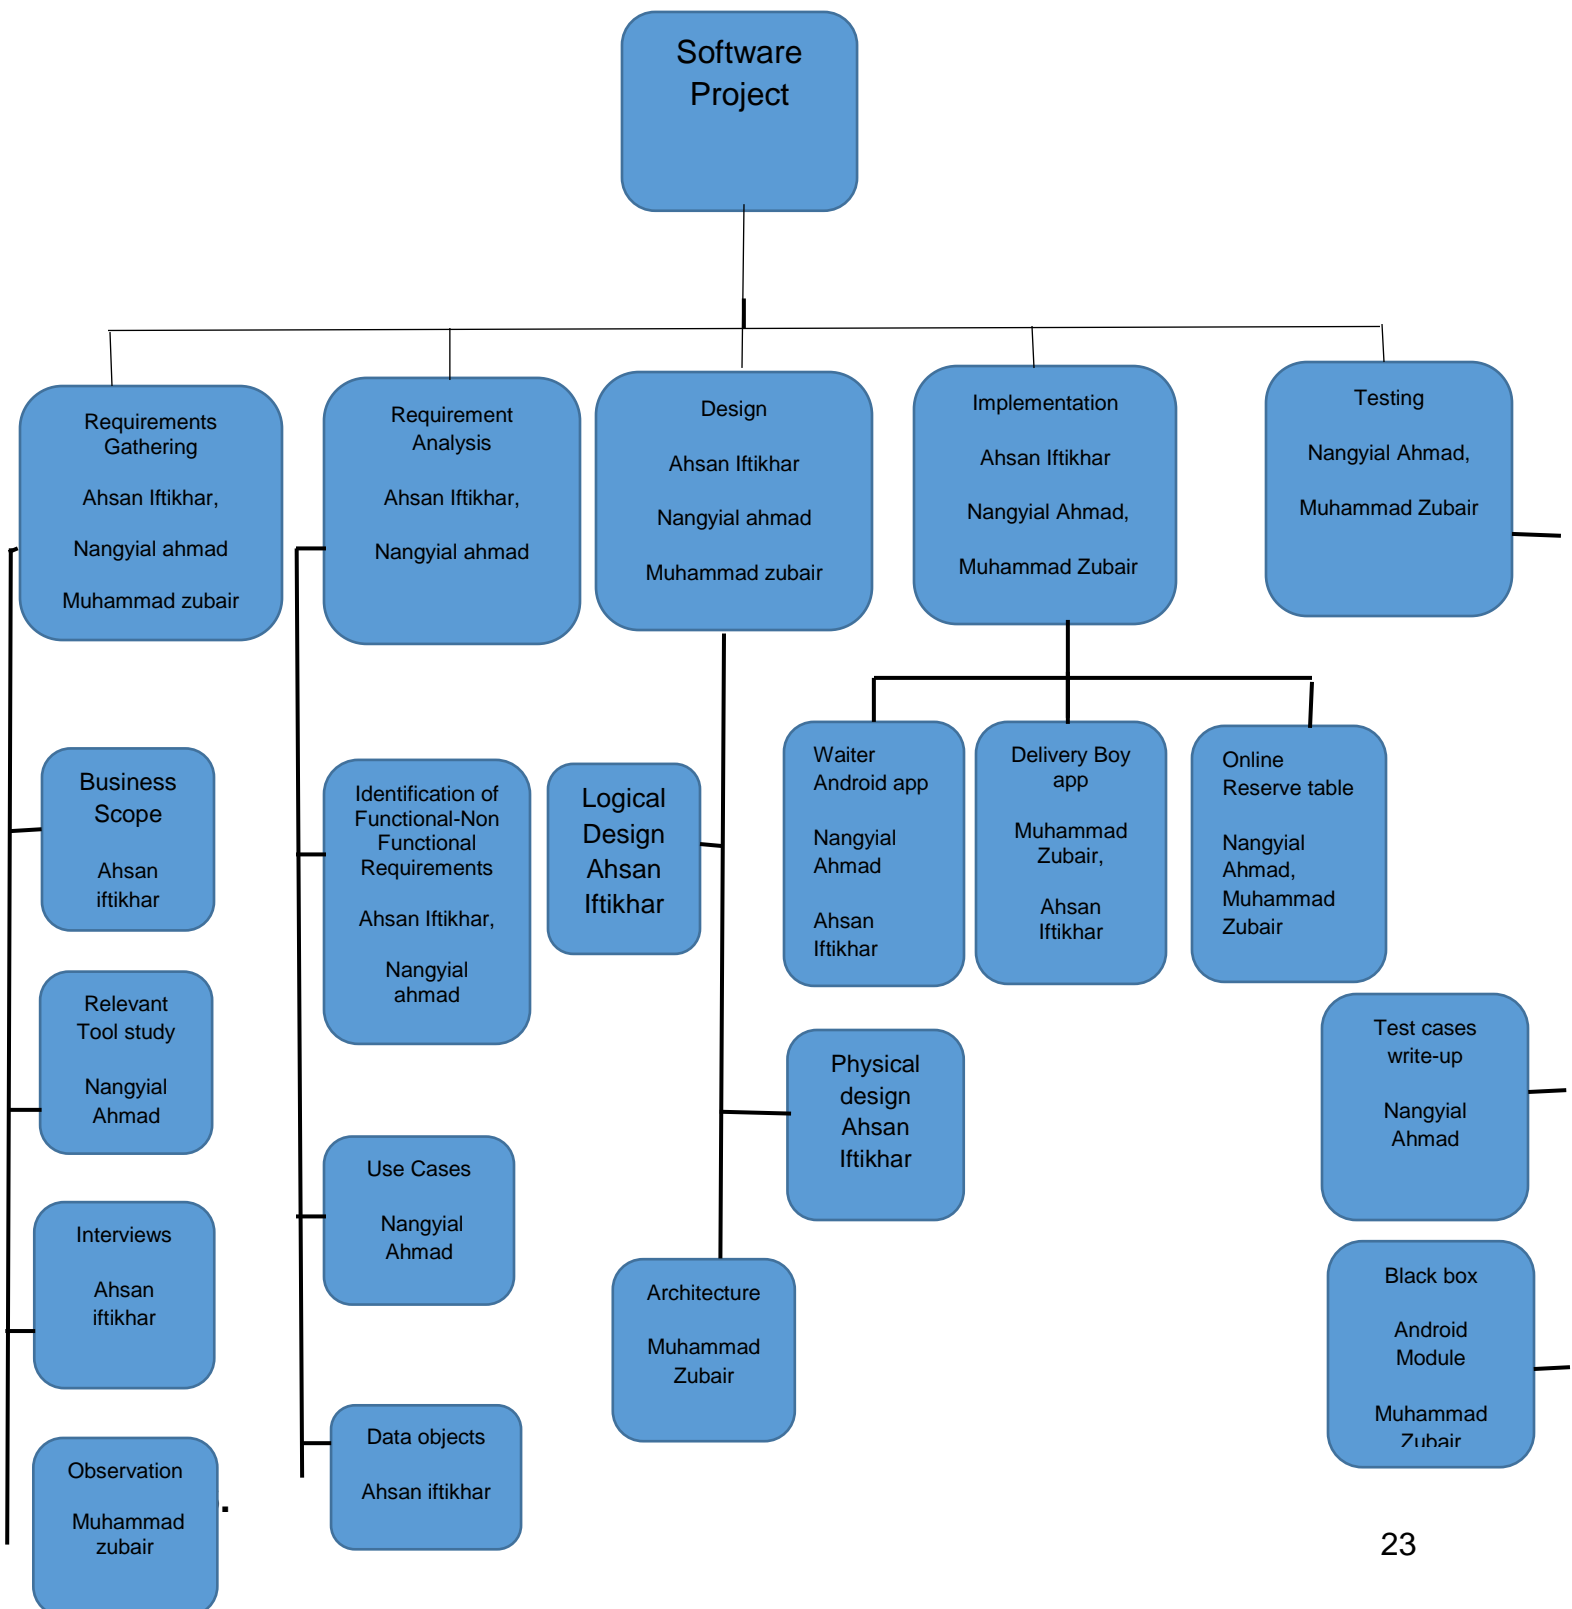 Software
Project
Requirements
Gathering
Ahsan Iftikhar,
Nangyial ahmad
Muhammad zubair
Requirement
Analysis
Ahsan Iftikhar,
Nangyial ahmad
Design
Ahsan Iftikhar
Nangyial ahmad
Muhammad zubair
Implementation
Ahsan Iftikhar
Nangyial Ahmad,
Muhammad Zubair
Testing
Nangyial Ahmad,
Muhammad Zubair
Business
Scope
Ahsan
iftikhar
Relevant
Tool study
Nangyial
Ahmad
Interviews
Ahsan
iftikhar
Observation
Muhammad
zubair
Identification of
Functional-Non
Functional
Requirements
Ahsan Iftikhar,
Nangyial
ahmad
Use Cases
Nangyial
Ahmad
Data objects
Ahsan iftikhar
Logical
Design
Ahsan
Iftikhar
Physical
design
Ahsan
Iftikhar
Architecture
Muhammad
Zubair
Waiter
Android app
Nangyial
Ahmad
Ahsan
Iftikhar
Delivery Boy
app
Muhammad
Zubair,
Ahsan
Iftikhar
Online
Reserve table
Nangyial
Ahmad,
Muhammad
Zubair
Test cases
write-up
Nangyial
Ahmad
Black box
Android
Module
Muhammad
Zubair
23